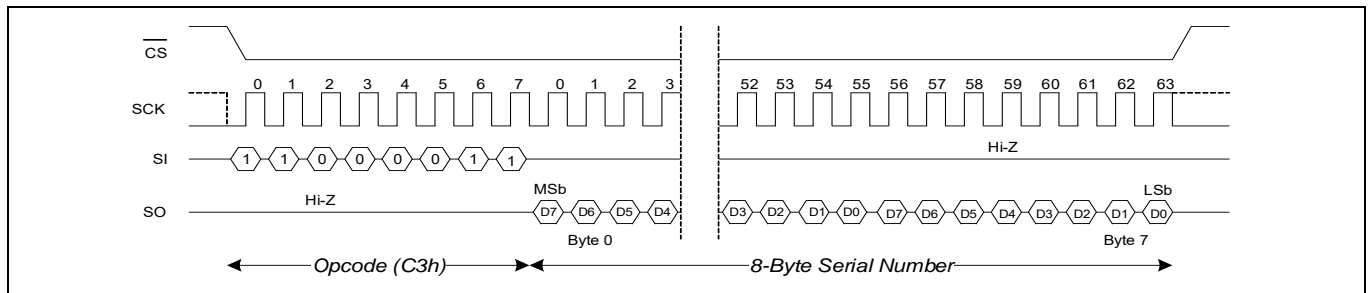 CS
0 1 2 3 4 5 6 7 0 1 2 3 52 53 54 55 56 57 58 59 60 61 62 63
SCK
SI 1 1 0 0 0 0 1 1 Hi-Z
MSb LSb
SO Hi-Z D7 D6 D5 D4 D3 D2 D1 D0 D7 D6 D5 D4 D3 D2 D1 D0
Byte 0 Byte 7
Opcode (C3h) 8-Byte Serial Number